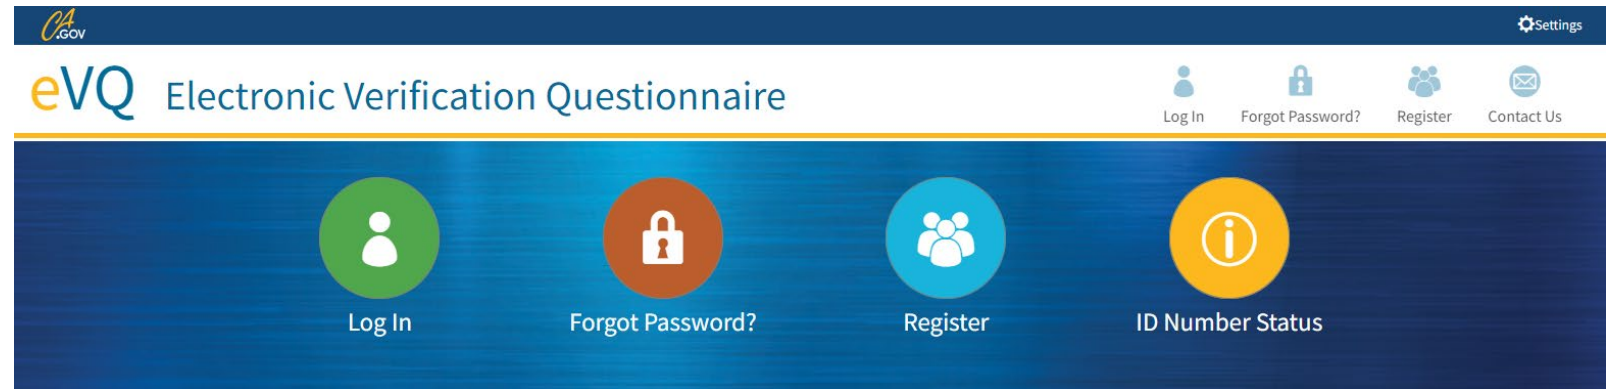 CA.GOV
Settings
eVQ Electronic Verification Questionnaire
Log In Forgot Password? Register Contact Us
Log In Forgot Password? Register ID Number Status